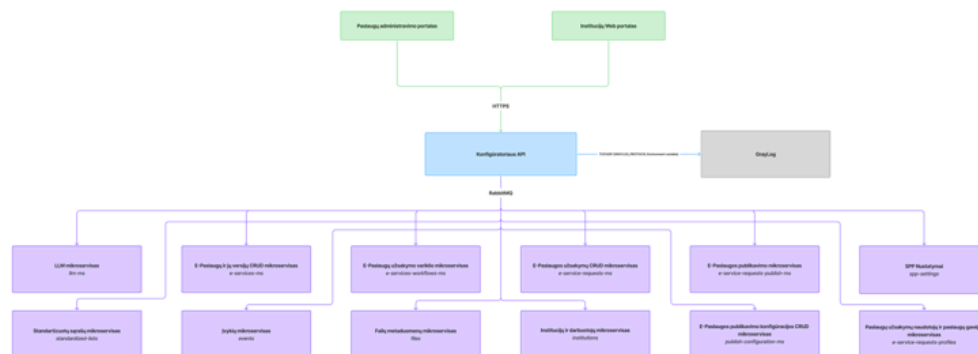 Paslaugų administravimo portalas
Institucijų Web portalas
HTTPS
Konfigūratoriaus API
GrayLog
RabbitMQ
LLM mikroservisas
llm-ms
E-Paslaugų ir jų versijų CRUD mikroservisas
e-services-ms
E-Paslaugų užsakymo variklio mikroservisas
e-services-workflows-ms
E-Paslaugos užsakymų CRUD mikroservisas
e-service-requests-ms
E-Paslaugos publikavimo mikroservisas
e-service-requests-publish-ms
SPP Nustatymai
spp-settings
Standartizuotų sąrašų mikroservisas
standardized-lists
Įvykių mikroservisas
events
Failų metaduomenų mikroservisas
files
Institucijų ir darbuotojų mikroservisas
institutions
E-Paslaugos publikavimo konfigūracijos CRUD
mikroservisas
publish-configuration-ms
Paslaugų užsakymų naudotojų ir paslaugų gavėjų
mikroservisas
e-service-requests-profiles